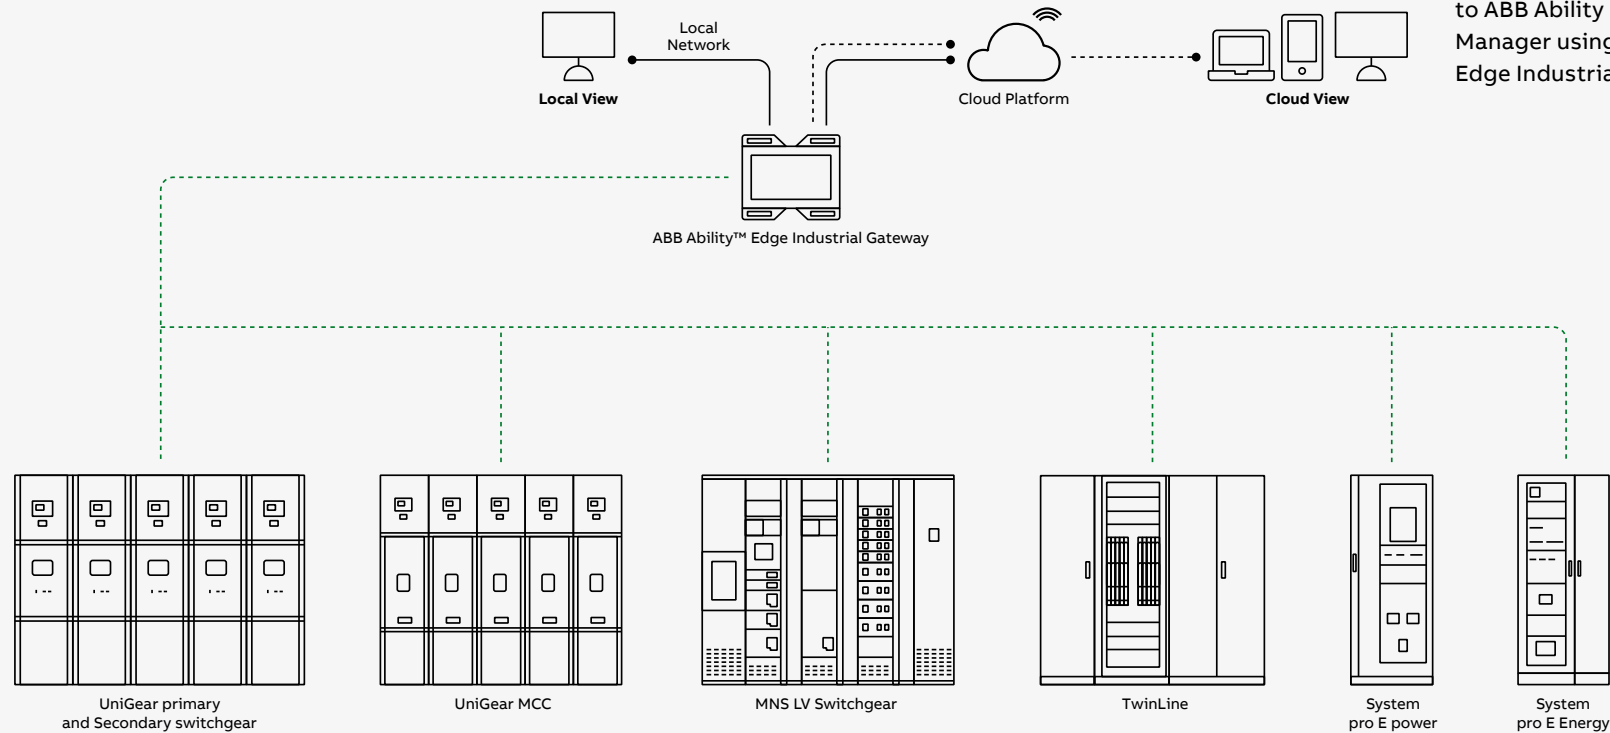 to ABB Ability
Manager using
Edge Industria
Local
Network
Local View
Cloud Platform
Cloud View
ABB Ability™ Edge Industrial Gateway
UniGear primary
and Secondary switchgear
UniGear MCC
MNS LV Switchgear
TwinLine
System
pro E power
System
pro E Energy